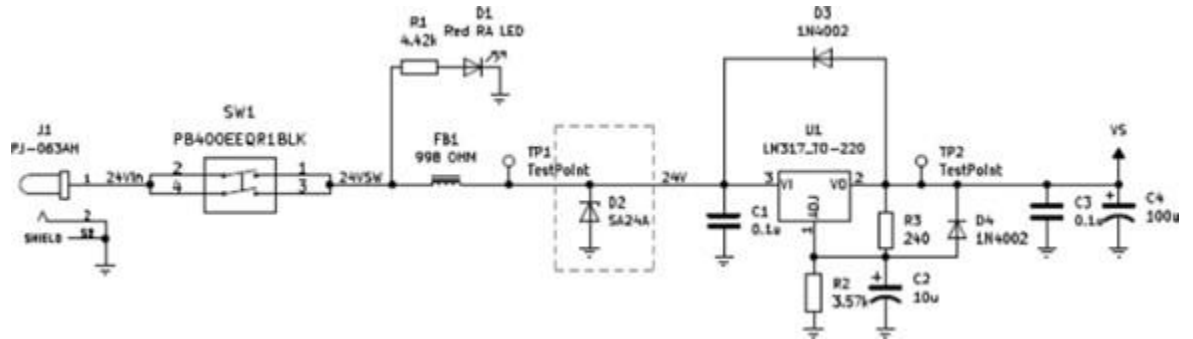 D3
1N4002
R1
4.42k
D1
Red RA LED
SW1
PB400EEQR1BLK
J1
PJ-063AH
1
24Vin
2
4
1
3
24VSW
FB1
998 OHM
TP1
TestPoint
24V
D2
SA24A
2
SHIELD
C1
0.1u
U1
LM317_TO-220
3
VI
VO
2
ADJ
1
TP2
TestPoint
VS
R3
240
D4
1N4002
C3
0.1u
+
C4
100u
R2
3.57k
+
C2
10u